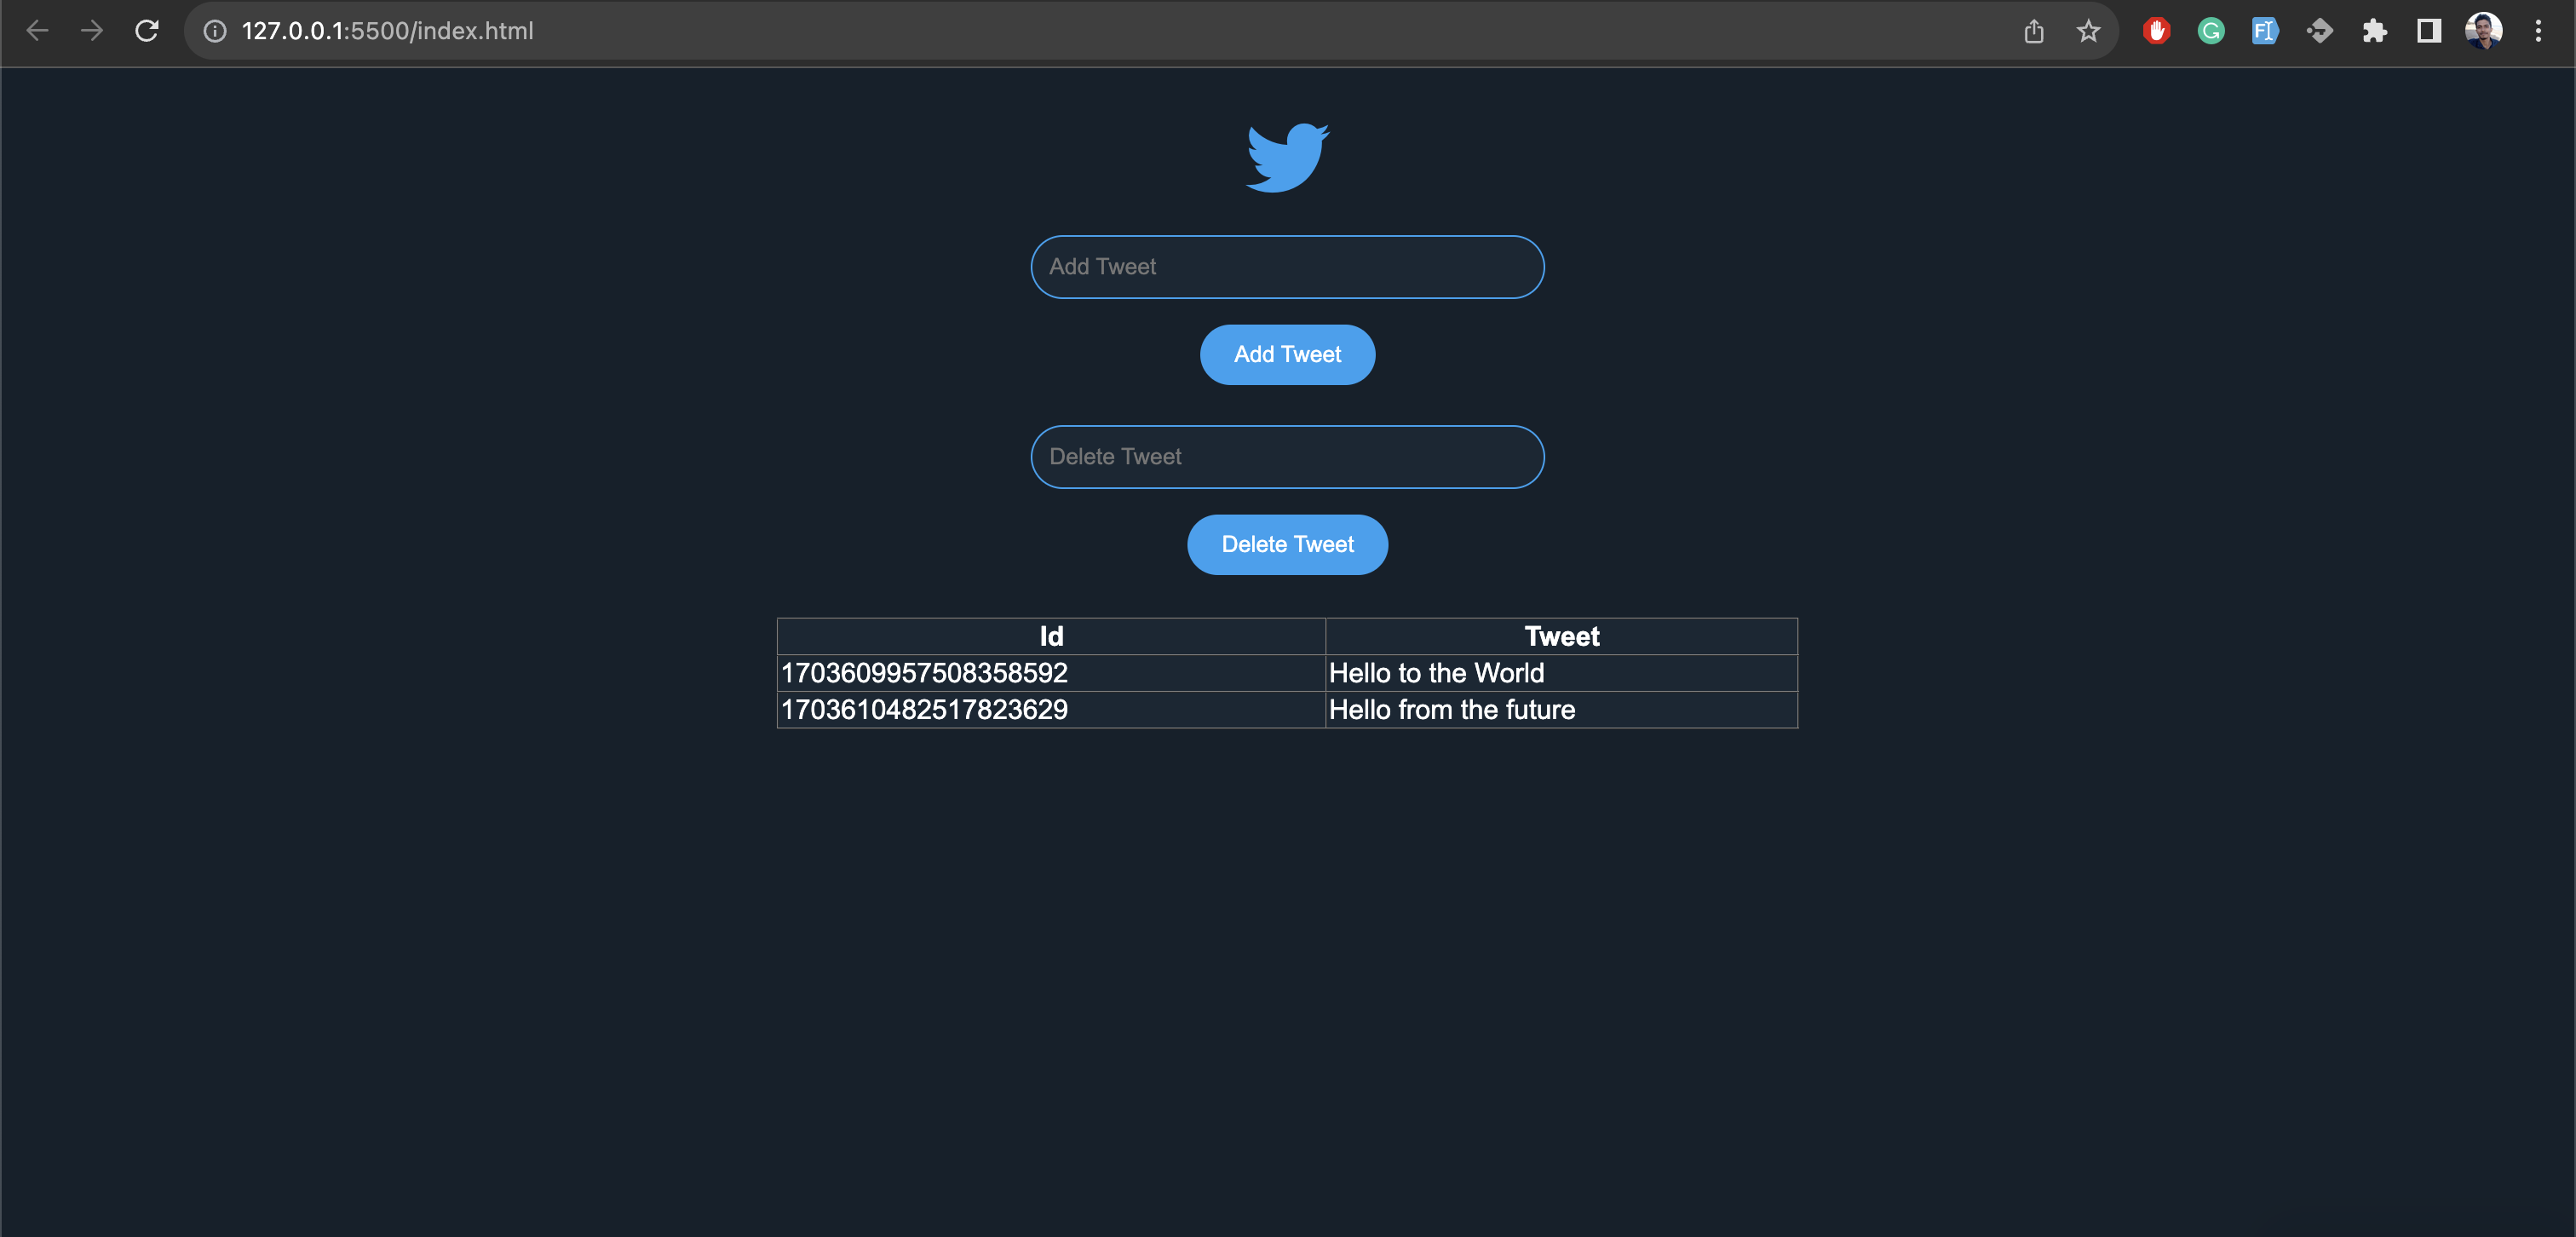 127.0.0.1:5500/index.html
Add Tweet
Add Tweet
Delete Tweet
Delete Tweet
Id Tweet
1703609957508358592 Hello to the World
1703610482517823629 Hello from the future